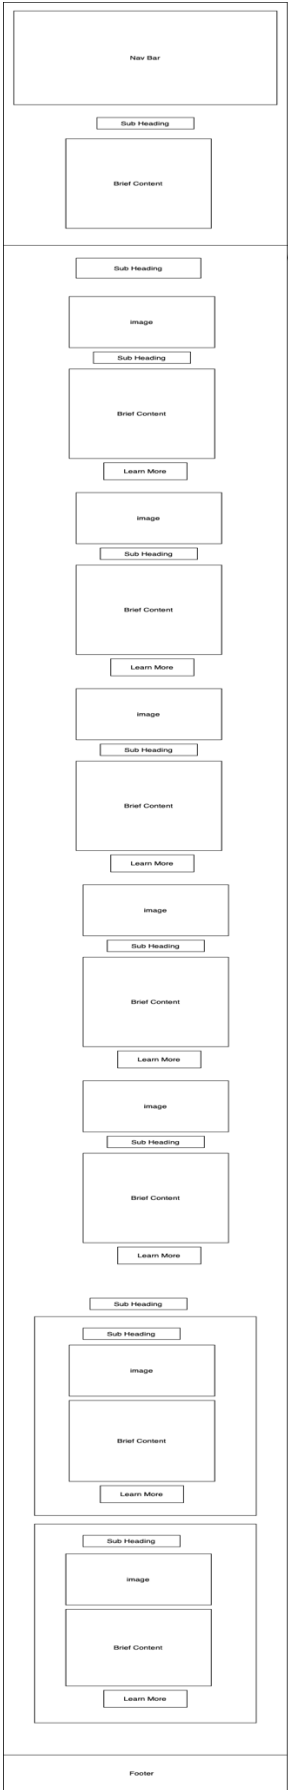 Nav Bar
Sub Heading
Brief Content
Sub Heading
image
Sub Heading
Brief Content
Learn More
image
Sub Heading
Brief Content
Learn More
image
Sub Heading
Brief Content
Learn More
image
Sub Heading
Brief Content
Learn More
image
Sub Heading
Brief Content
Learn More
Sub Heading
Sub Heading
image
Brief Content
Learn More
Sub Heading
image
Brief Content
Learn More
Footer